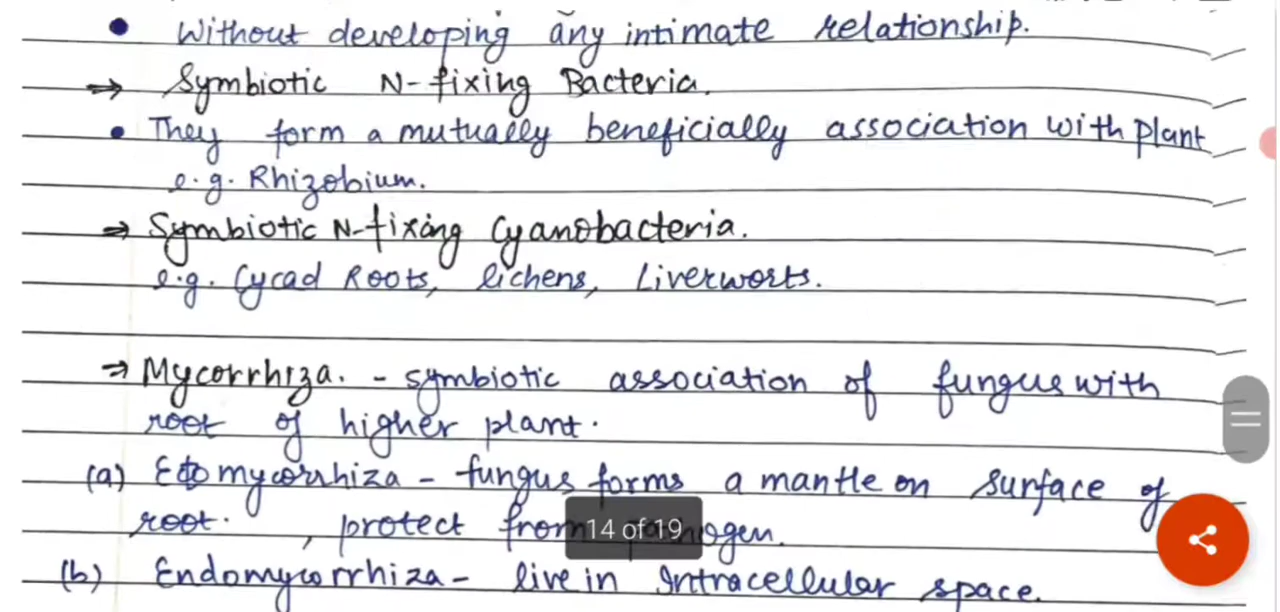 • Without developing any intimate relationship.
⇒ Symbiotic N-fixing Bacteria.
• They form a mutually beneficially association with plant
e.g. Rhizobium.
⇒ Symbiotic N-fixing Cyanobacteria.
e.g. Cycad Roots, lichens, Liverworts.
⇒ Mycorrhiza. - symbiotic association of fungus with
root of higher plant.
(a) Ectomycorrhiza - fungus forms a mantle on surface of
root. , protect from pathogen.
14 of 19
(b) Endomycorrhiza - live in Intracellular space.